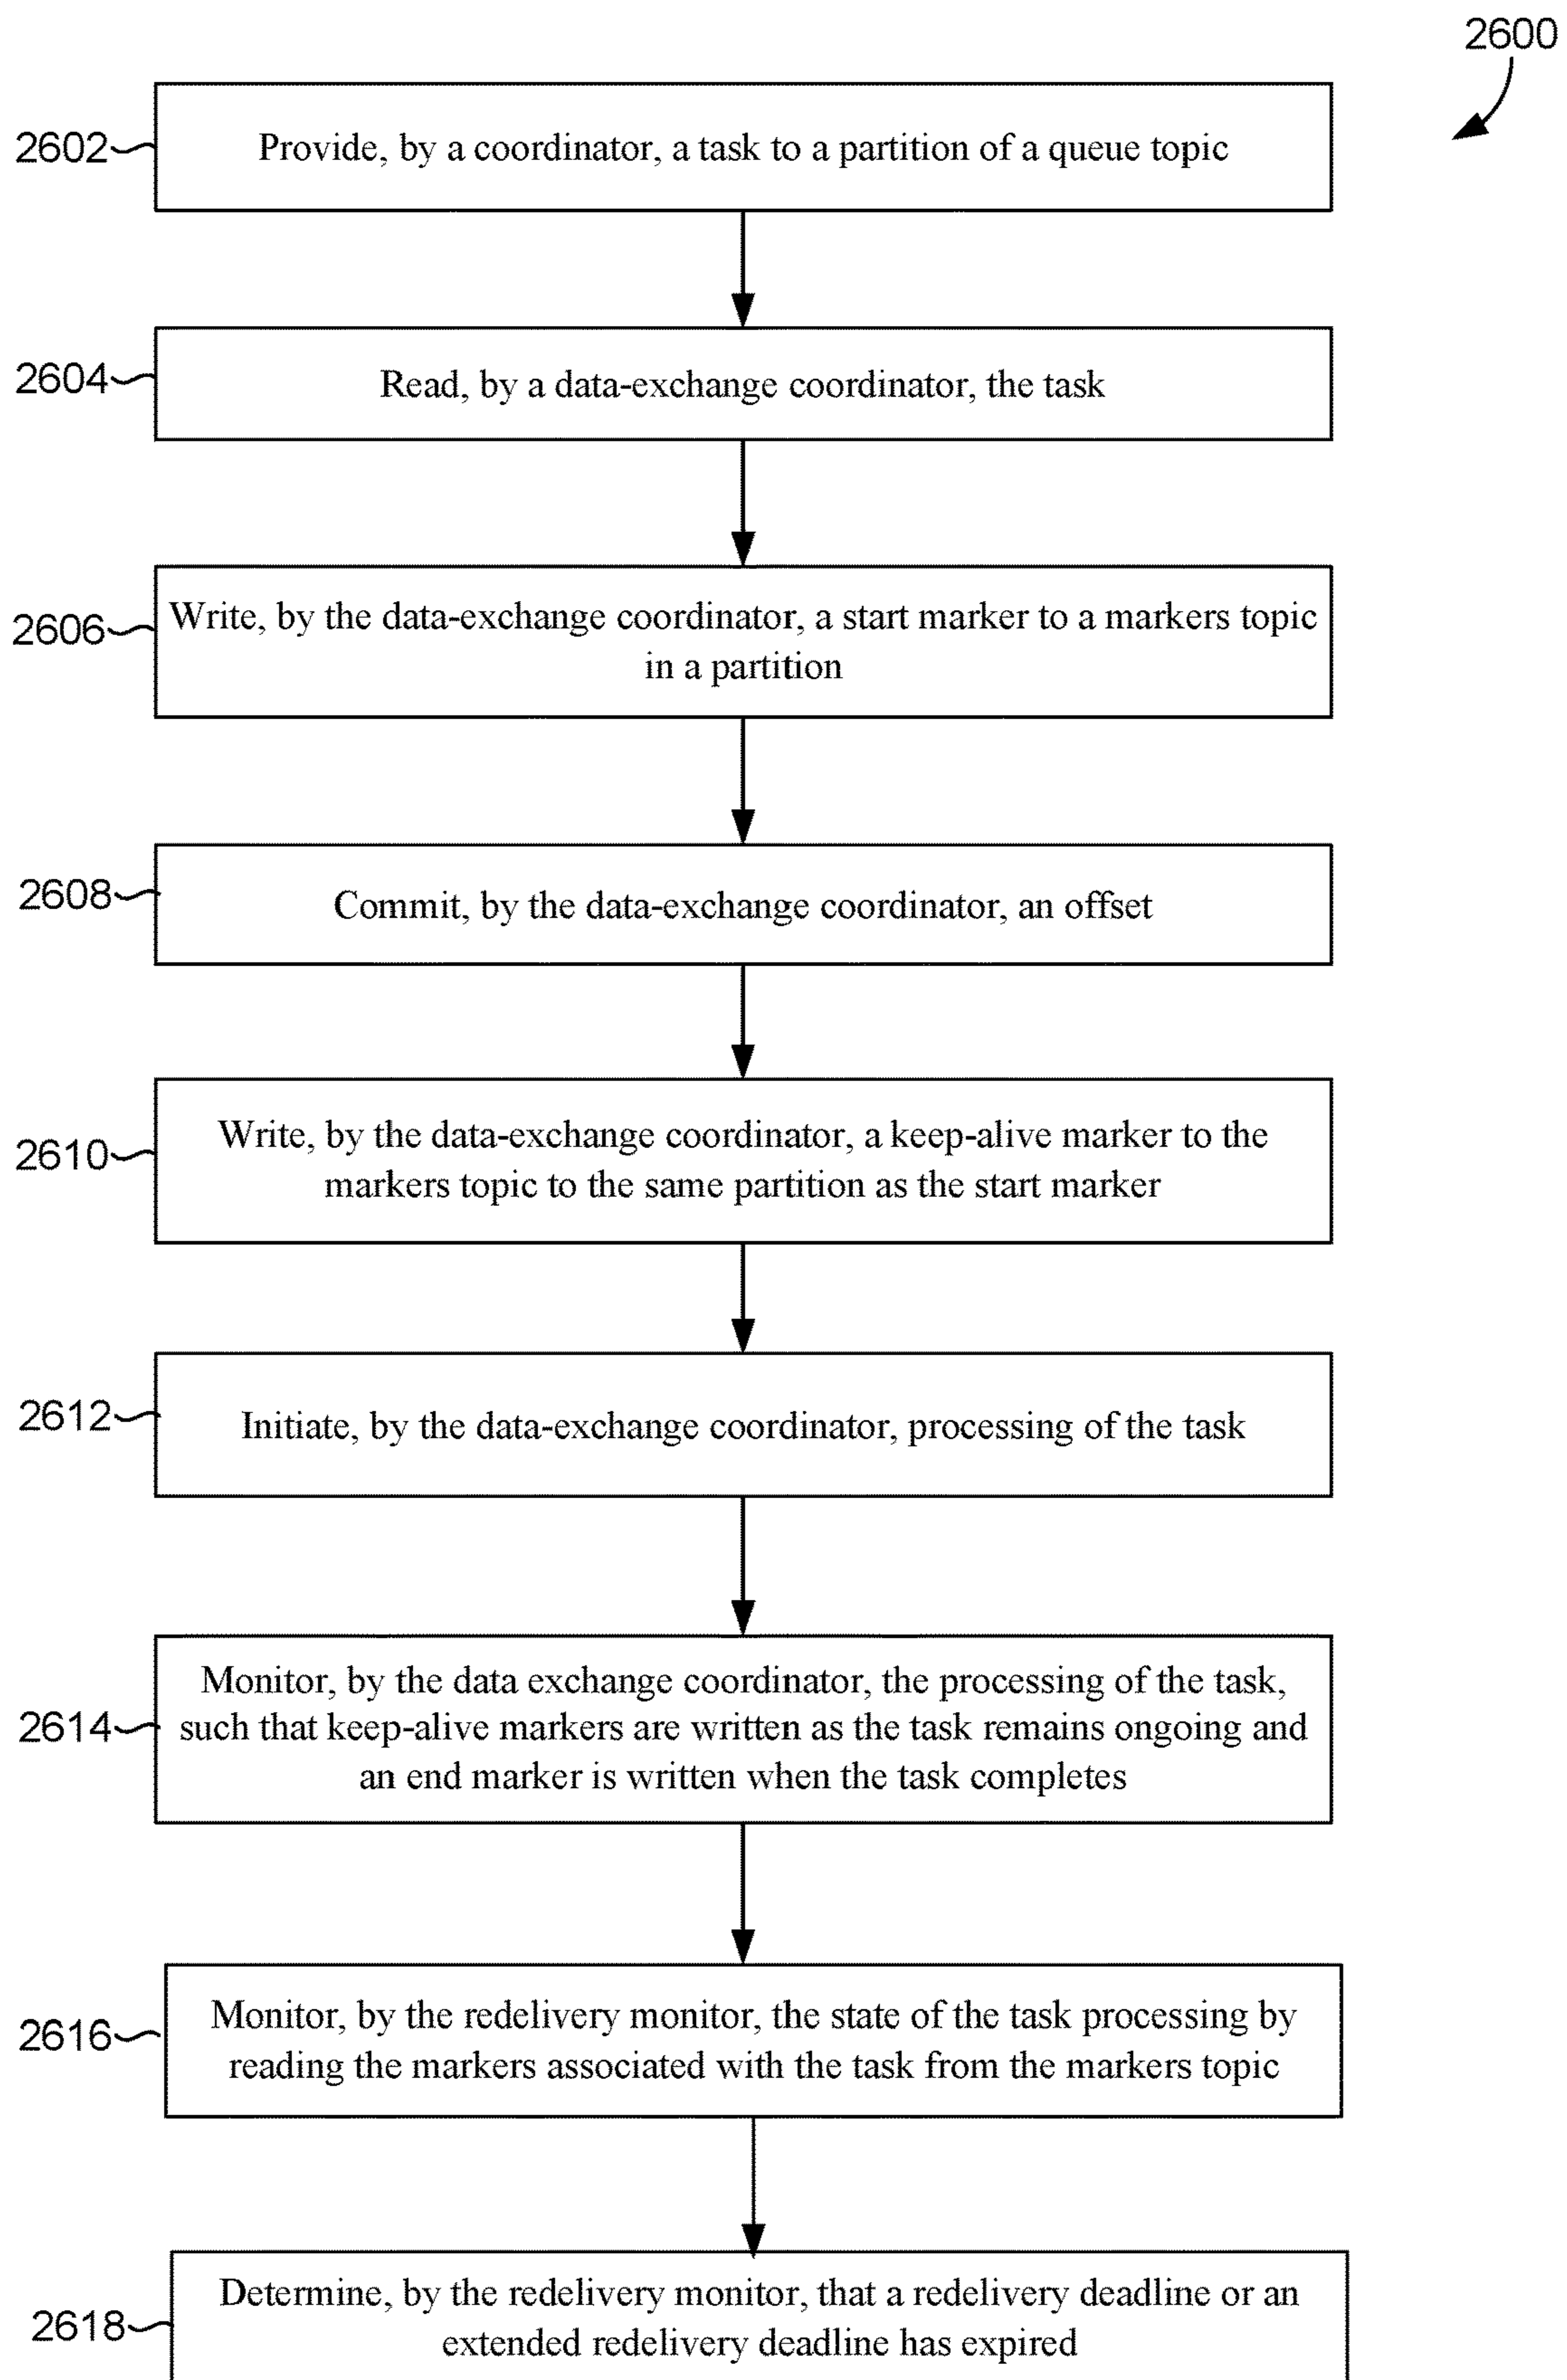 2600
2602
Provide, by a coordinator, a task to a partition of a queue topic
2604
Read, by a data-exchange coordinator, the task
2606
Write, by the data-exchange coordinator, a start marker to a markers topic
in a partition
2608
Commit, by the data-exchange coordinator, an offset
2610
Write, by the data-exchange coordinator, a keep-alive marker to the
markers topic to the same partition as the start marker
2612
Initiate, by the data-exchange coordinator, processing of the task
2614
Monitor, by the data exchange coordinator, the processing of the task,
such that keep-alive markers are written as the task remains ongoing and
an end marker is written when the task completes
2616
Monitor, by the redelivery monitor, the state of the task processing by
reading the markers associated with the task from the markers topic
2618
Determine, by the redelivery monitor, that a redelivery deadline or an
extended redelivery deadline has expired